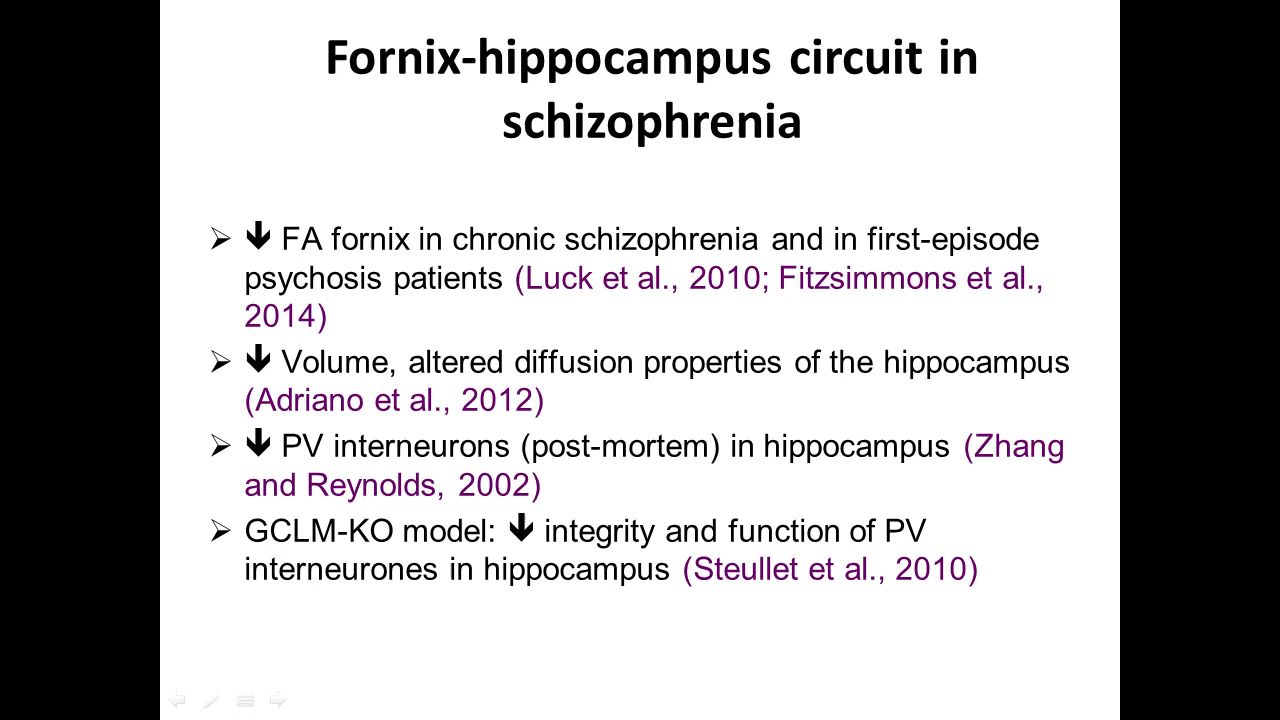 Fornix-hippocampus circuit in
schizophrenia
➢ 🡻 FA fornix in chronic schizophrenia and in first-episode
psychosis patients (Luck et al., 2010; Fitzsimmons et al.,
2014)
➢ 🡻 Volume, altered diffusion properties of the hippocampus
(Adriano et al., 2012)
➢ 🡻 PV interneurons (post-mortem) in hippocampus (Zhang
and Reynolds, 2002)
➢ GCLM-KO model: 🡻 integrity and function of PV
interneurones in hippocampus (Steullet et al., 2010)